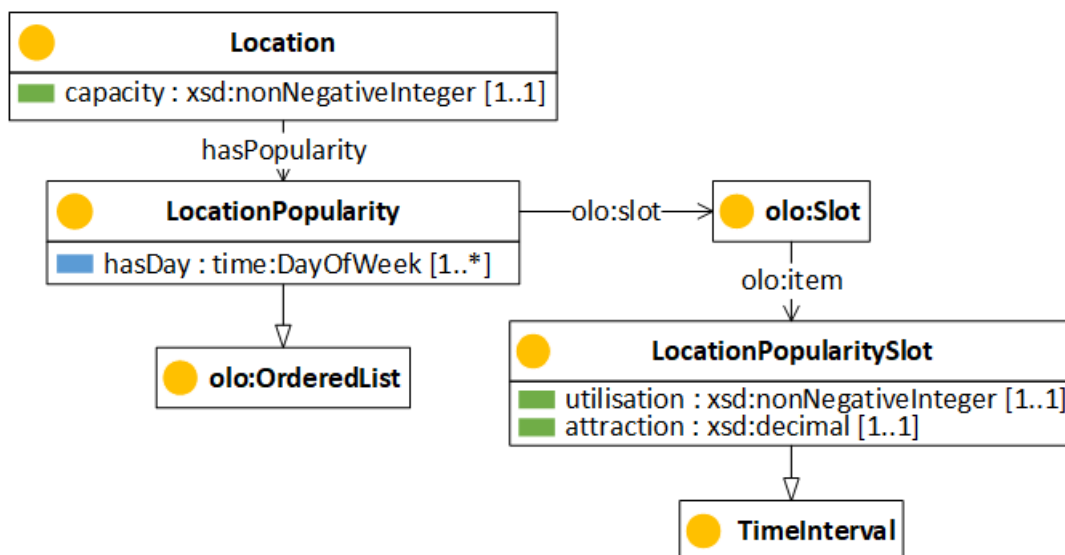 Location
capacity : xsd:nonNegativeInteger [1..1]
hasPopularity
LocationPopularity
hasDay : time:DayOfWeek [1..*]
olo:slot
olo:Slot
olo:item
olo:OrderedList
LocationPopularitySlot
utilisation : xsd:nonNegativeInteger [1..1]
attraction : xsd:decimal [1..1]
TimeInterval